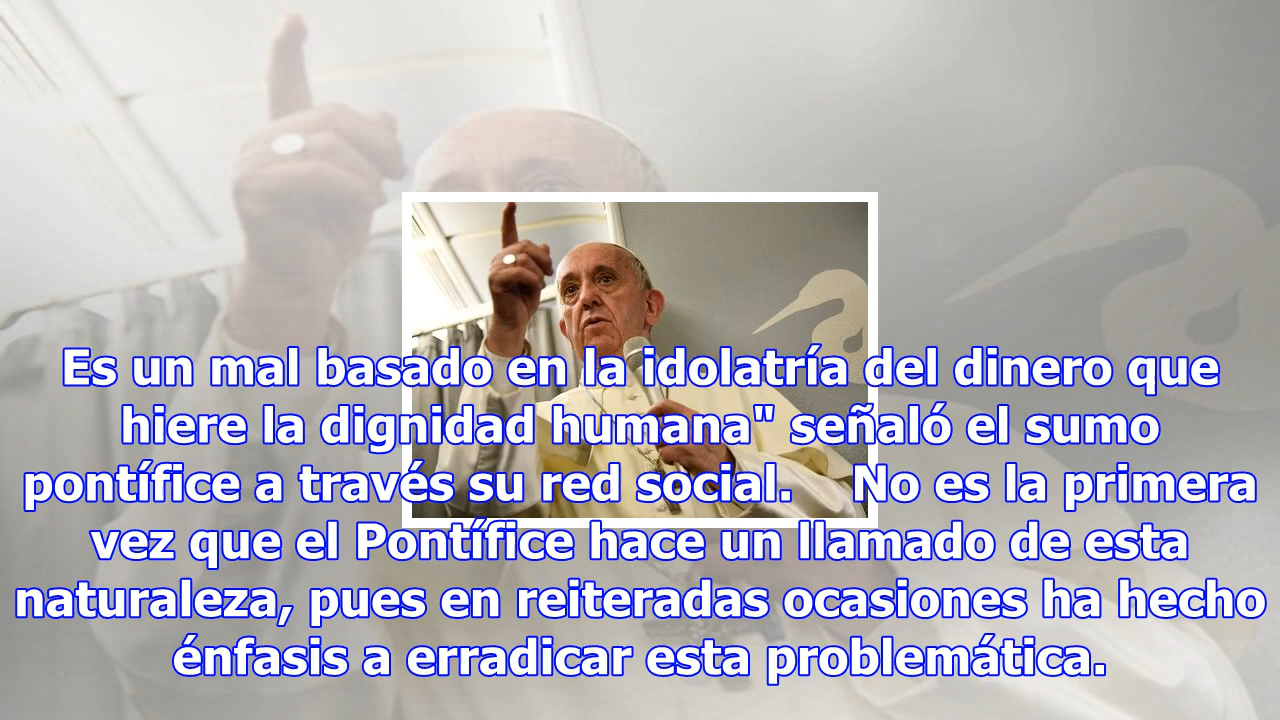 Es un mal basado en la idolatría del dinero que
hiere la dignidad humana" señaló el sumo
pontífice a través su red social.    No es la primera
vez que el Pontífice hace un llamado de esta
naturaleza, pues en reiteradas ocasiones ha hecho
énfasis a erradicar esta problemática.